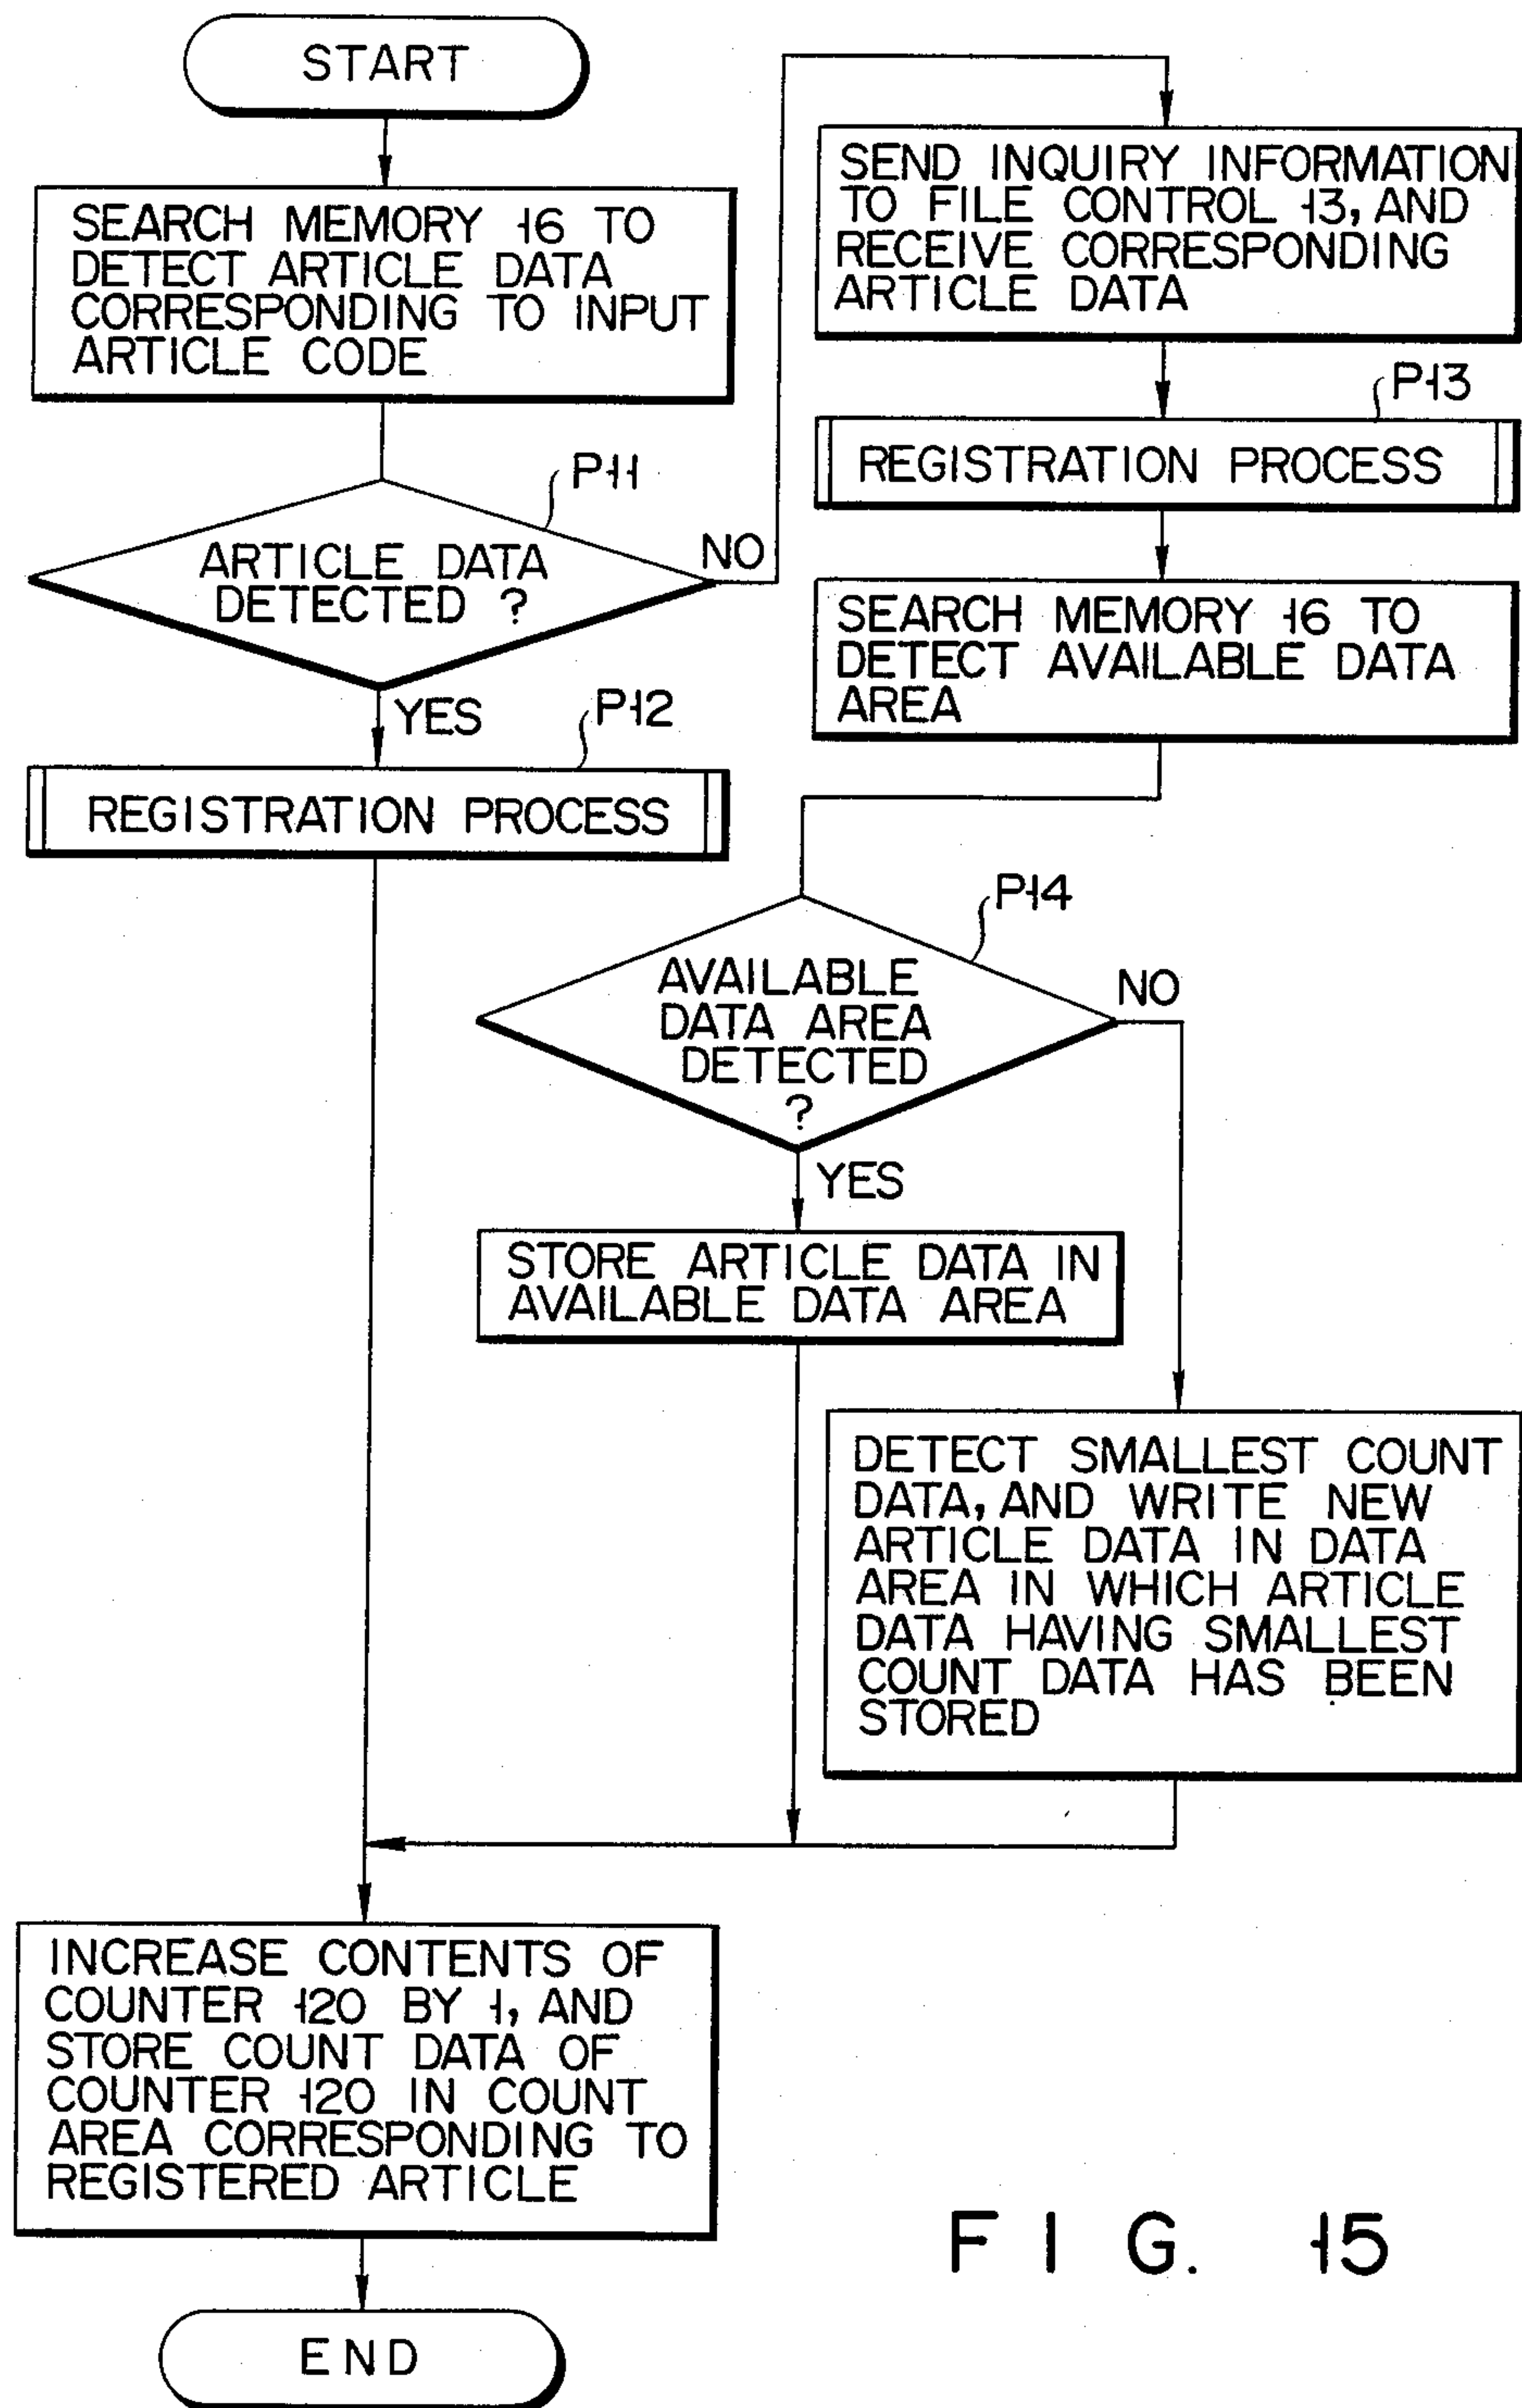 START
SEARCH MEMORY 16 TO
DETECT ARTICLE DATA
CORRESPONDING TO INPUT
ARTICLE CODE
P11
ARTICLE DATA
DETECTED ?
NO
YES
P12
REGISTRATION PROCESS
SEND INQUIRY INFORMATION
TO FILE CONTROL 13, AND
RECEIVE CORRESPONDING
ARTICLE DATA
P13
REGISTRATION PROCESS
SEARCH MEMORY 16 TO
DETECT AVAILABLE DATA
AREA
P14
AVAILABLE
DATA AREA
DETECTED
?
NO
YES
STORE ARTICLE DATA IN
AVAILABLE DATA AREA
DETECT SMALLEST COUNT
DATA, AND WRITE NEW
ARTICLE DATA IN DATA
AREA IN WHICH ARTICLE
DATA HAVING SMALLEST
COUNT DATA HAS BEEN
STORED
INCREASE CONTENTS OF
COUNTER 120 BY 1, AND
STORE COUNT DATA OF
COUNTER 120 IN COUNT
AREA CORRESPONDING TO
REGISTERED ARTICLE
END
FIG. 15